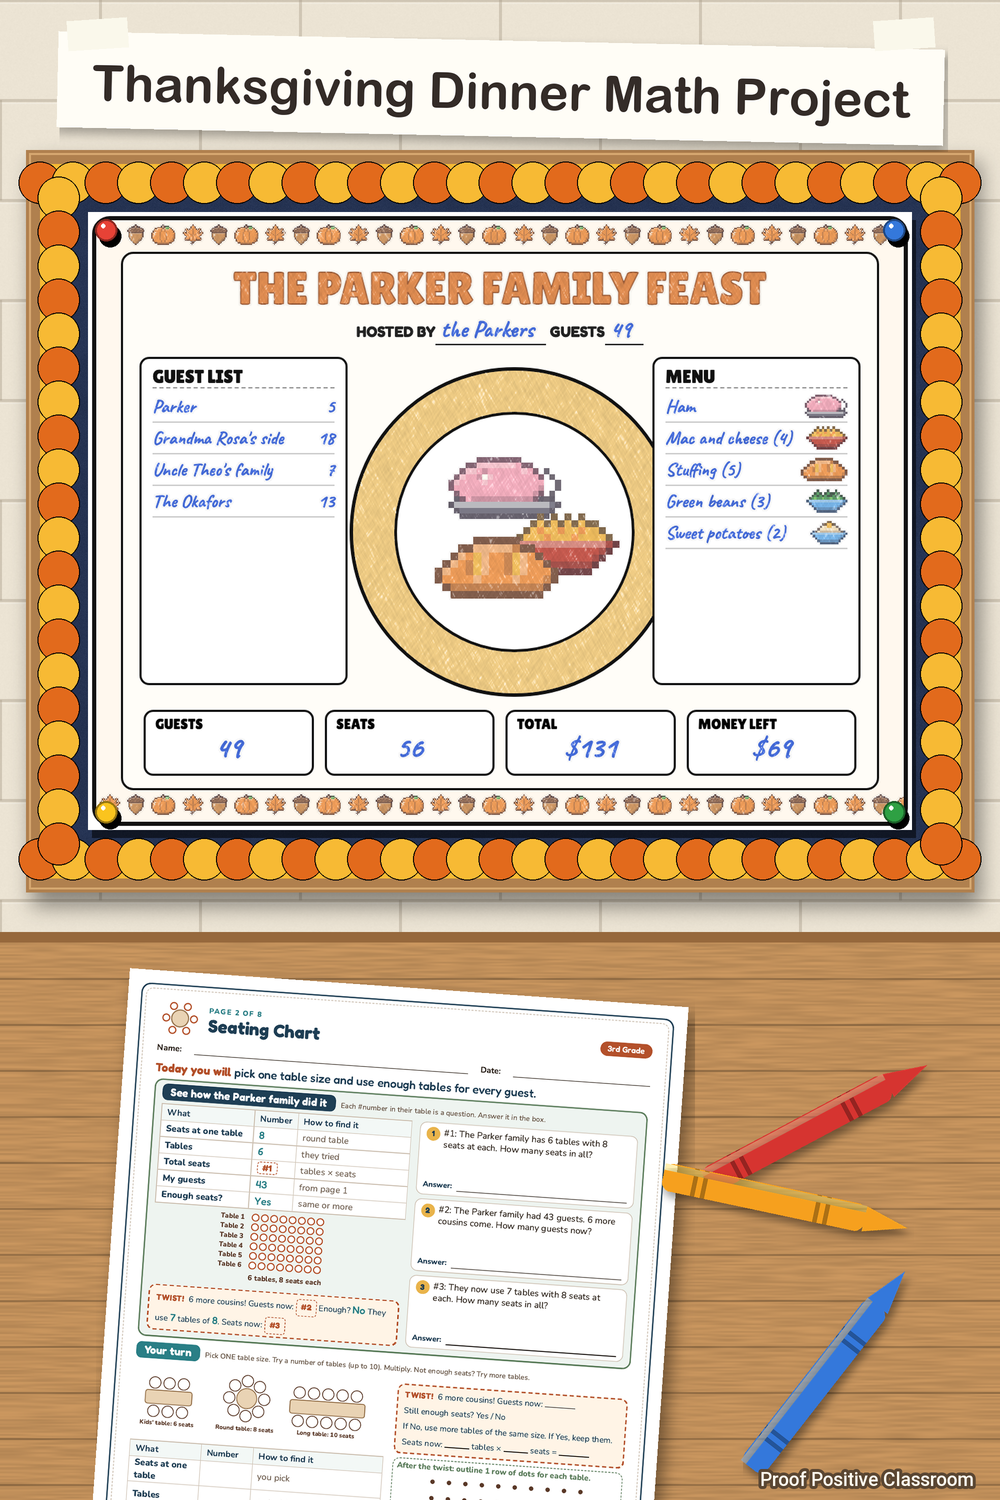 Thanksgiving Dinner Math Project
THE PARKER FAMILY FEAST
HOSTED BY the Parkers GUESTS 49
GUEST LIST
Parker 5
Grandma Rosa's side 18
Uncle Theo's family 7
The Okafors 13
MENU
Ham
Mac and cheese (4)
Stuffing (5)
Green beans (3)
Sweet potatoes (2)
GUESTS
49
SEATS
56
TOTAL
$131
MONEY LEFT
$69
PAGE 2 OF 8
Seating Chart
3rd Grade
Name: Date:
Today you will pick one table size and use enough tables for every guest.
See how the Parker family did it Each #number in their table is a question. Answer it in the box.
What Number How to find it
Seats at one table 8 round table
Tables 6 they tried
Total seats #1 tables × seats
My guests 43 from page 1
Enough seats? Yes same or more
Table 1
Table 2
Table 3
Table 4
Table 5
Table 6
6 tables, 8 seats each
TWIST! 6 more cousins! Guests now: #2 Enough? No They
use 7 tables of 8. Seats now: #3
1 #1: The Parker family has 6 tables with 8
seats at each. How many seats in all?
Answer:
2 #2: The Parker family had 43 guests. 6 more
cousins come. How many guests now?
Answer:
3 #3: They now use 7 tables with 8 seats at
each. How many seats in all?
Answer:
Your turn Pick ONE table size. Try a number of tables (up to 10). Multiply. Not enough seats? Try more tables.
Kids' table: 6 seats
Round table: 8 seats
Long table: 10 seats
TWIST! 6 more cousins! Guests now:
Still enough seats? Yes / No
If No, use more tables of the same size. If Yes, keep them.
Seats now: tables × seats =
What Number How to find it
Seats at one
table you pick
Tables
After the twist: outline 1 row of dots for each table.
Proof Positive Classroom